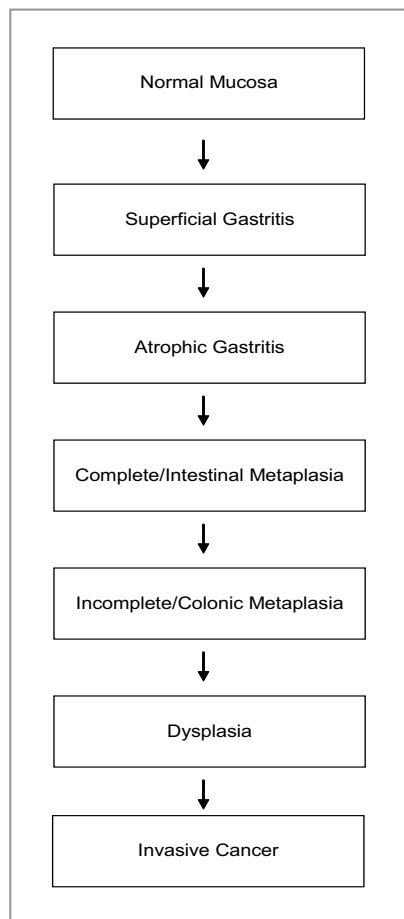 Normal Mucosa
Superficial Gastritis
Atrophic Gastritis
Complete/Intestinal Metaplasia
Incomplete/Colonic Metaplasia
Dysplasia
Invasive Cancer